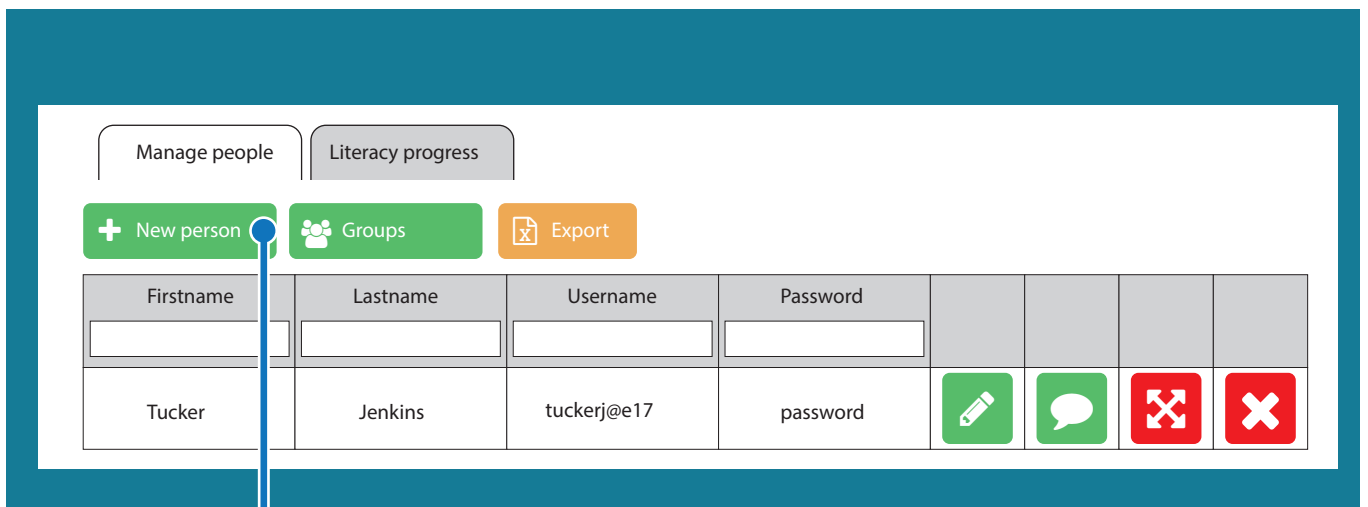 Manage people Literacy progress
New person Groups Export
Firstname Lastname Username Password
Tucker Jenkins tuckerj@e17 password